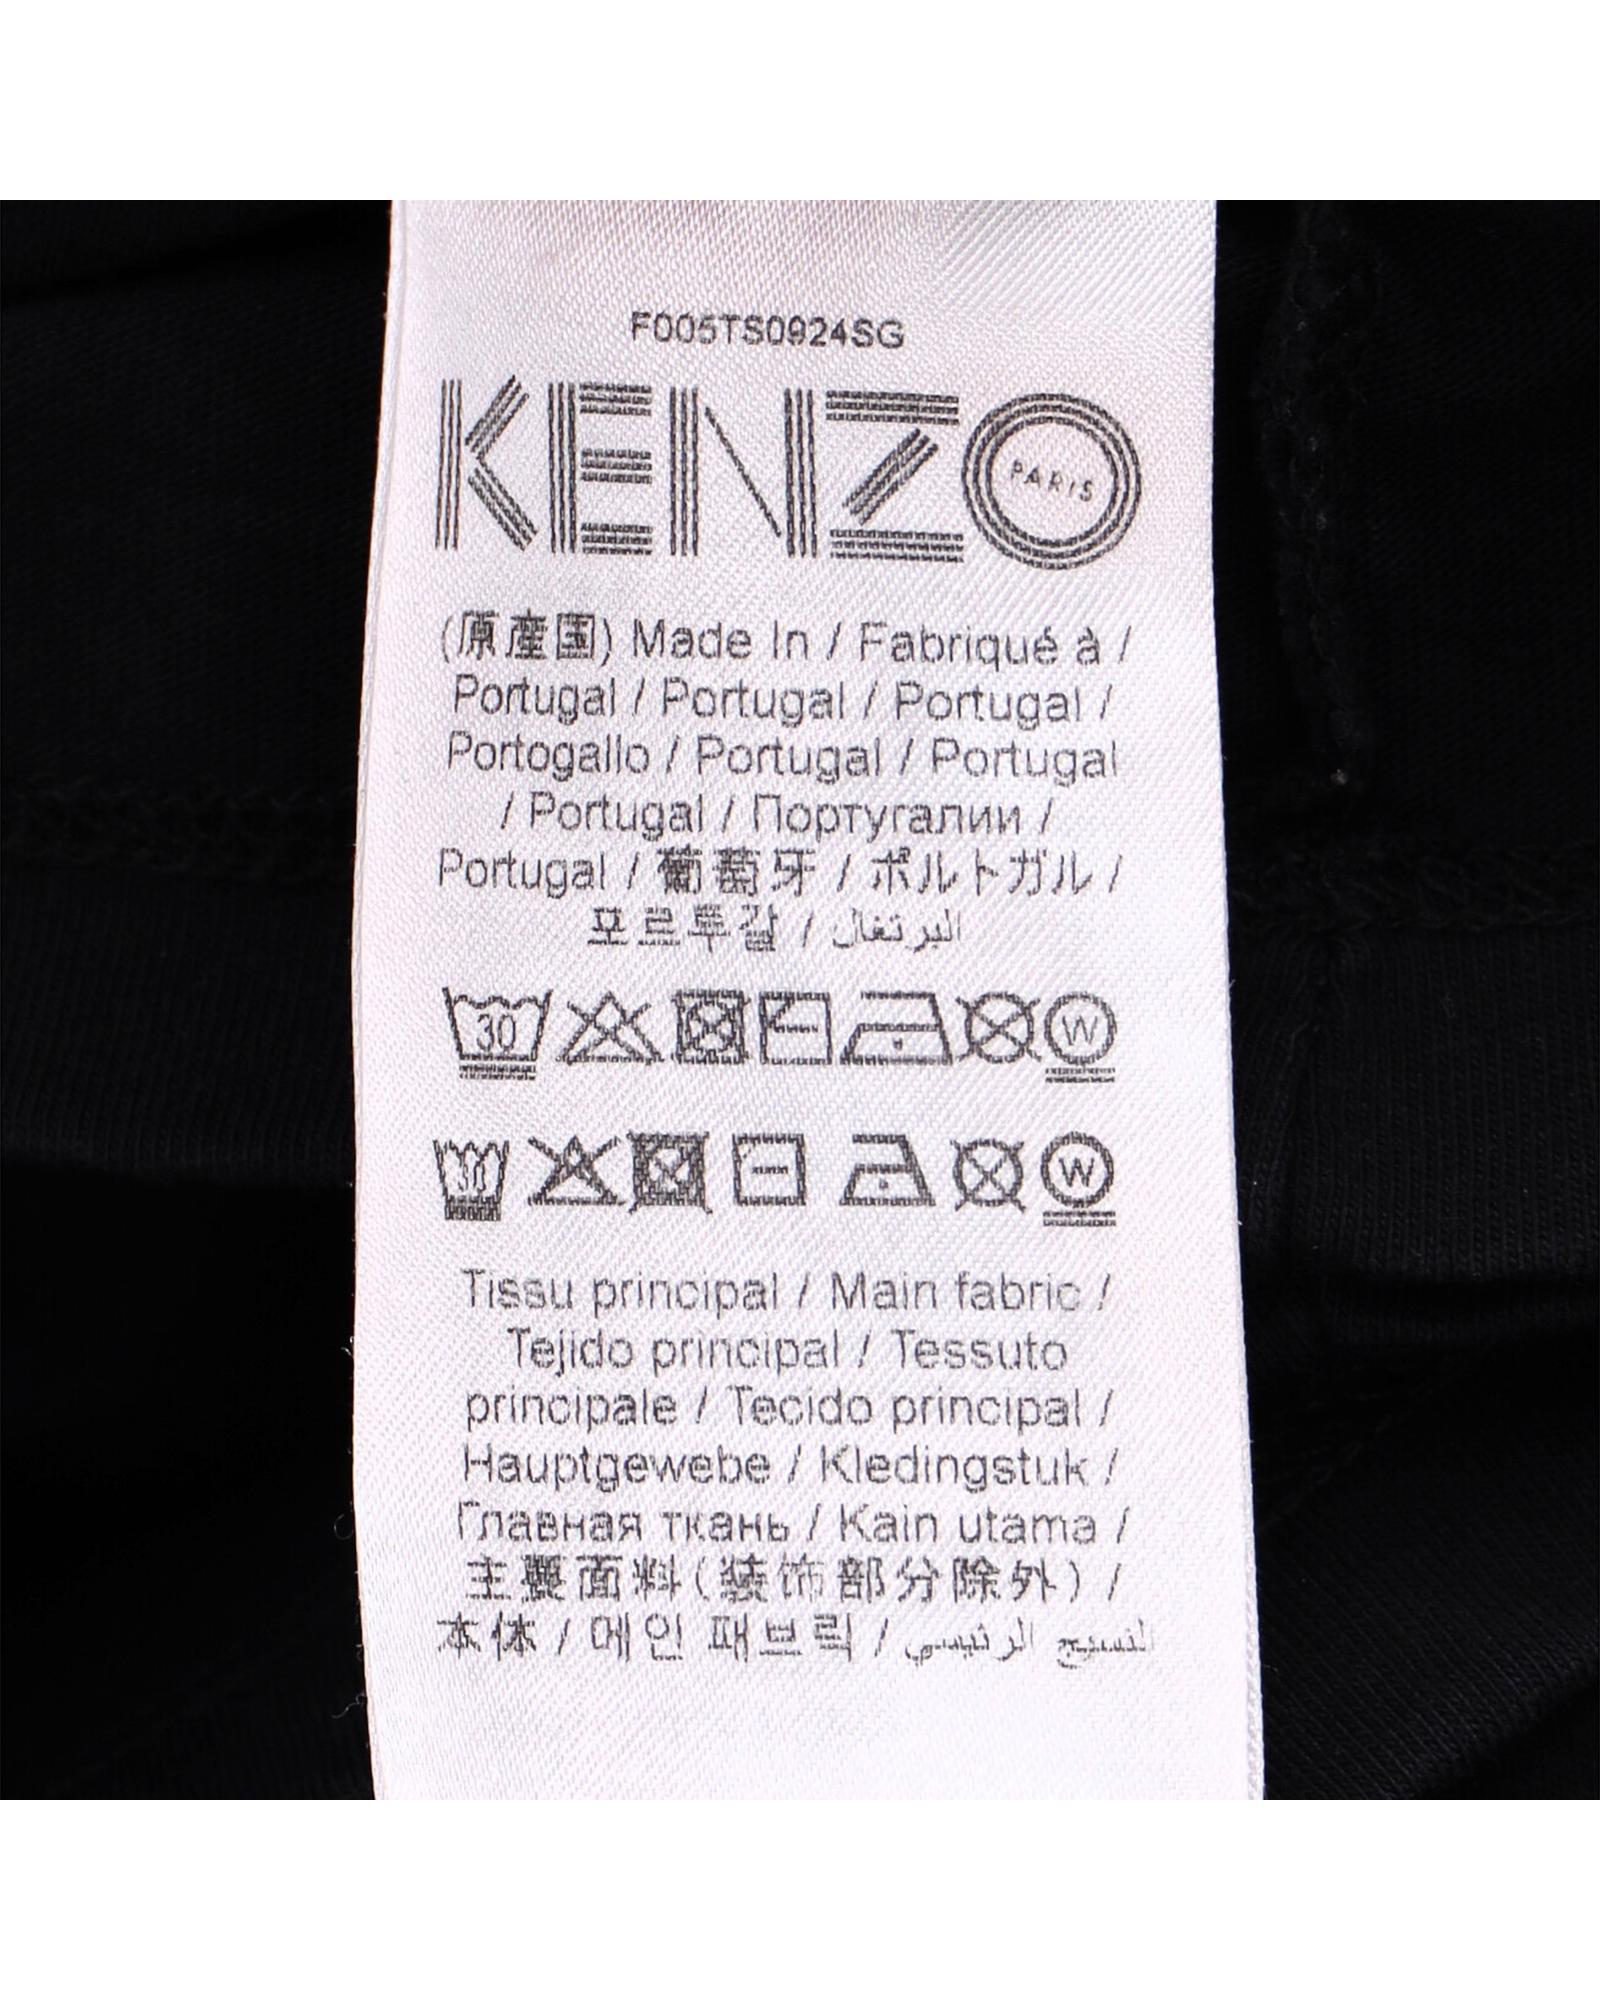 F005TS0924SG
KENZO
PARIS
(原産国) Made In / Fabriqué à /
Portugal / Portugal / Portugal /
Portogallo / Portugal / Portugal
/ Portugal / Португалии /
Portugal / 葡萄牙 / ポルトガル /
포르투갈 / البرتغال
30 W
30 W
Tissu principal / Main fabric /
Tejido principal / Tessuto
principale / Tecido principal /
Hauptgewebe / Kledingstuk /
Главная ткань / Kain utama /
主要面料(装饰部分除外) /
本体 / 메인 패브릭 / النسيج الرئيسي